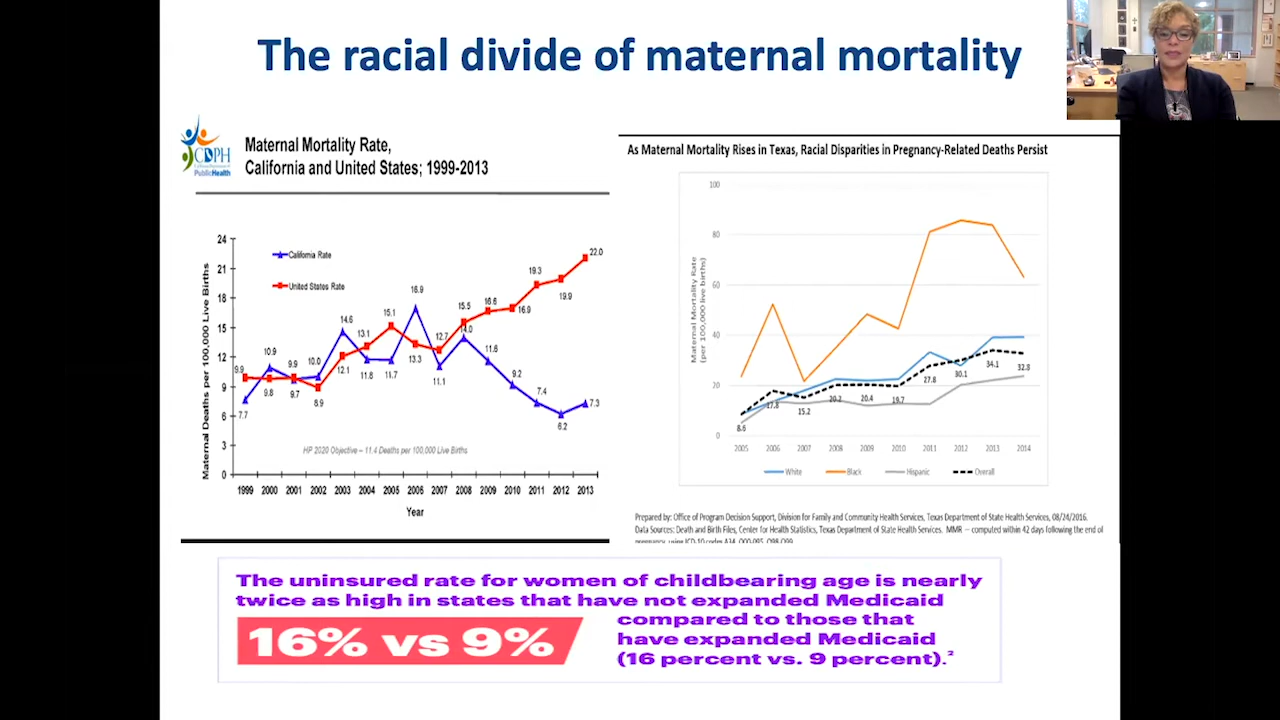 The racial divide of maternal mortality
CDPH
PublicHealth
Maternal Mortality Rate,
California and United States; 1999-2013
Maternal Deaths per 100,000 Live Births
24
21
18
15
12
9
6
3
0
California Rate
United States Rate
9.9
7.7
10.9
9.8
9.9
9.7
10.0
8.9
14.6
12.1
13.1
11.8
15.1
11.7
16.9
13.3
12.7
11.1
15.5
14.0
16.6
11.6
16.9
9.2
19.3
7.4
19.9
6.2
22.0
7.3
HP 2020 Objective – 11.4 Deaths per 100,000 Live Births
1999 2000 2001 2002 2003 2004 2005 2006 2007 2008 2009 2010 2011 2012 2013
Year
As Maternal Mortality Rises in Texas, Racial Disparities in Pregnancy-Related Deaths Persist
Maternal Mortality Rate
(per 100,000 live births)
100
80
60
40
20
0
8.6
17.8
15.2
20.2
20.4
19.7
27.8
30.1
34.1
32.8
2005 2006 2007 2008 2009 2010 2011 2012 2013 2014
White Black Hispanic Overall
Prepared by: Office of Program Decision Support, Division for Family and Community Health Services, Texas Department of State Health Services, 08/24/2016.
Data Sources: Death and Birth Files, Center for Health Statistics, Texas Department of State Health Services. MMR – computed within 42 days following the end of
The uninsured rate for women of childbearing age is nearly
twice as high in states that have not expanded Medicaid
16% vs 9%
compared to those that
have expanded Medicaid
(16 percent vs. 9 percent).²